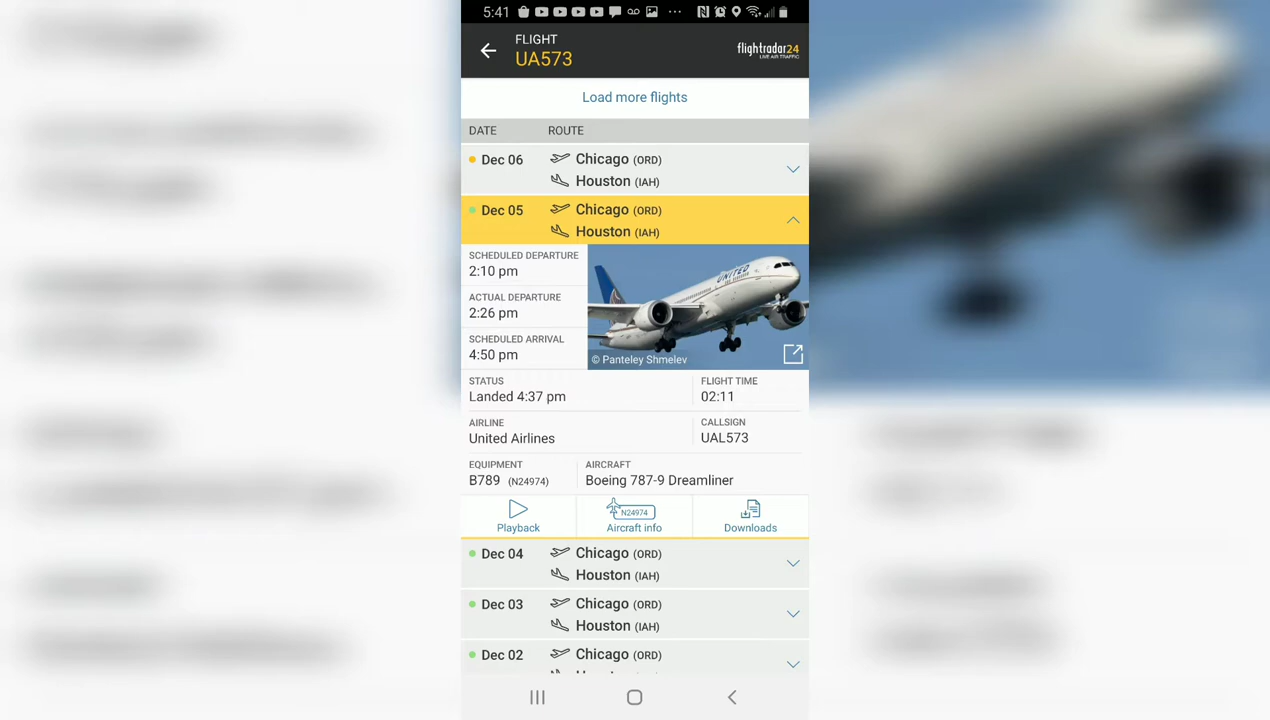 5:41
FLIGHT
UA573
flightradar24
LIVE AIR TRAFFIC
Load more flights
DATE ROUTE
Dec 06 Chicago (ORD)
Houston (IAH)
Dec 05 Chicago (ORD)
Houston (IAH)
SCHEDULED DEPARTURE
2:10 pm
ACTUAL DEPARTURE
2:26 pm
SCHEDULED ARRIVAL
4:50 pm
UNITED
© Panteley Shmelev
STATUS FLIGHT TIME
Landed 4:37 pm 02:11
AIRLINE CALLSIGN
United Airlines UAL573
EQUIPMENT AIRCRAFT
B789 (N24974) Boeing 787-9 Dreamliner
N24974
Playback Aircraft info Downloads
Dec 04 Chicago (ORD)
Houston (IAH)
Dec 03 Chicago (ORD)
Houston (IAH)
Dec 02 Chicago (ORD)